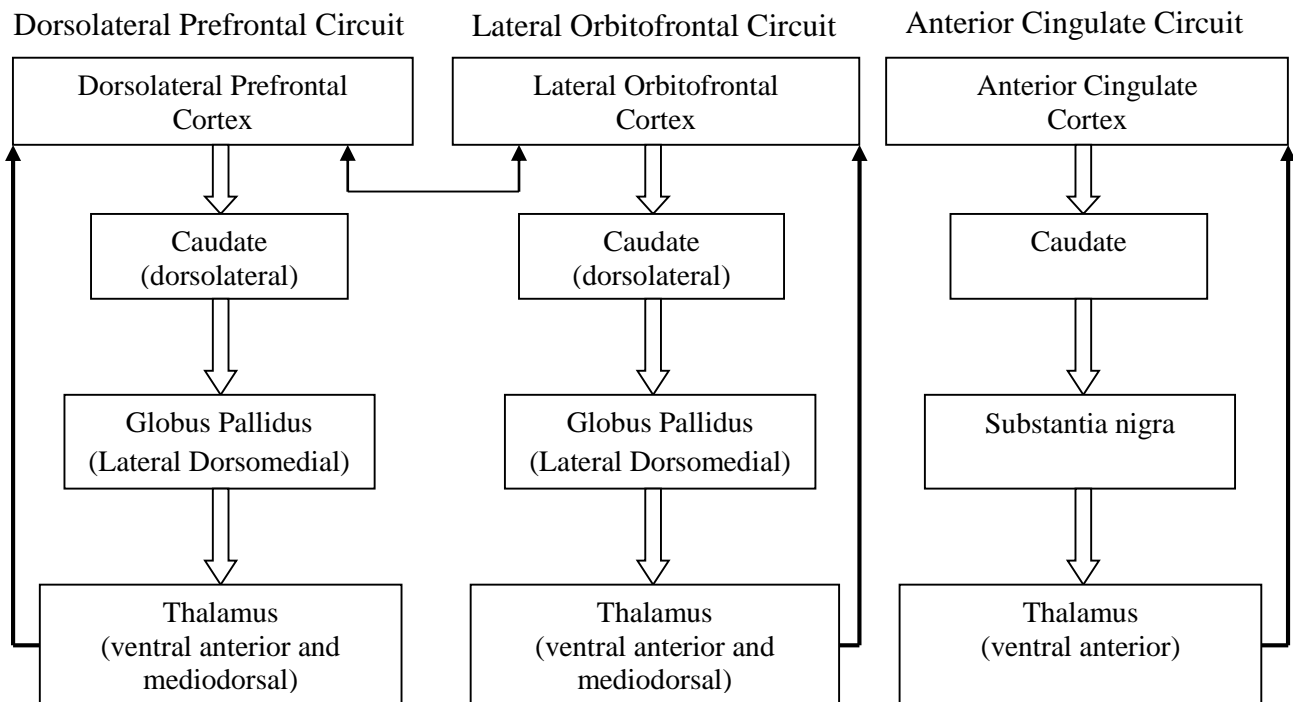 Dorsolateral Prefrontal Circuit
Lateral Orbitofrontal Circuit
Anterior Cingulate Circuit
Dorsolateral Prefrontal
Cortex
Lateral Orbitofrontal
Cortex
Anterior Cingulate
Cortex
Caudate
(dorsolateral)
Caudate
(dorsolateral)
Caudate
Globus Pallidus
(Lateral Dorsomedial)
Globus Pallidus
(Lateral Dorsomedial)
Substantia nigra
Thalamus
(ventral anterior and
mediodorsal)
Thalamus
(ventral anterior and
mediodorsal)
Thalamus
(ventral anterior)